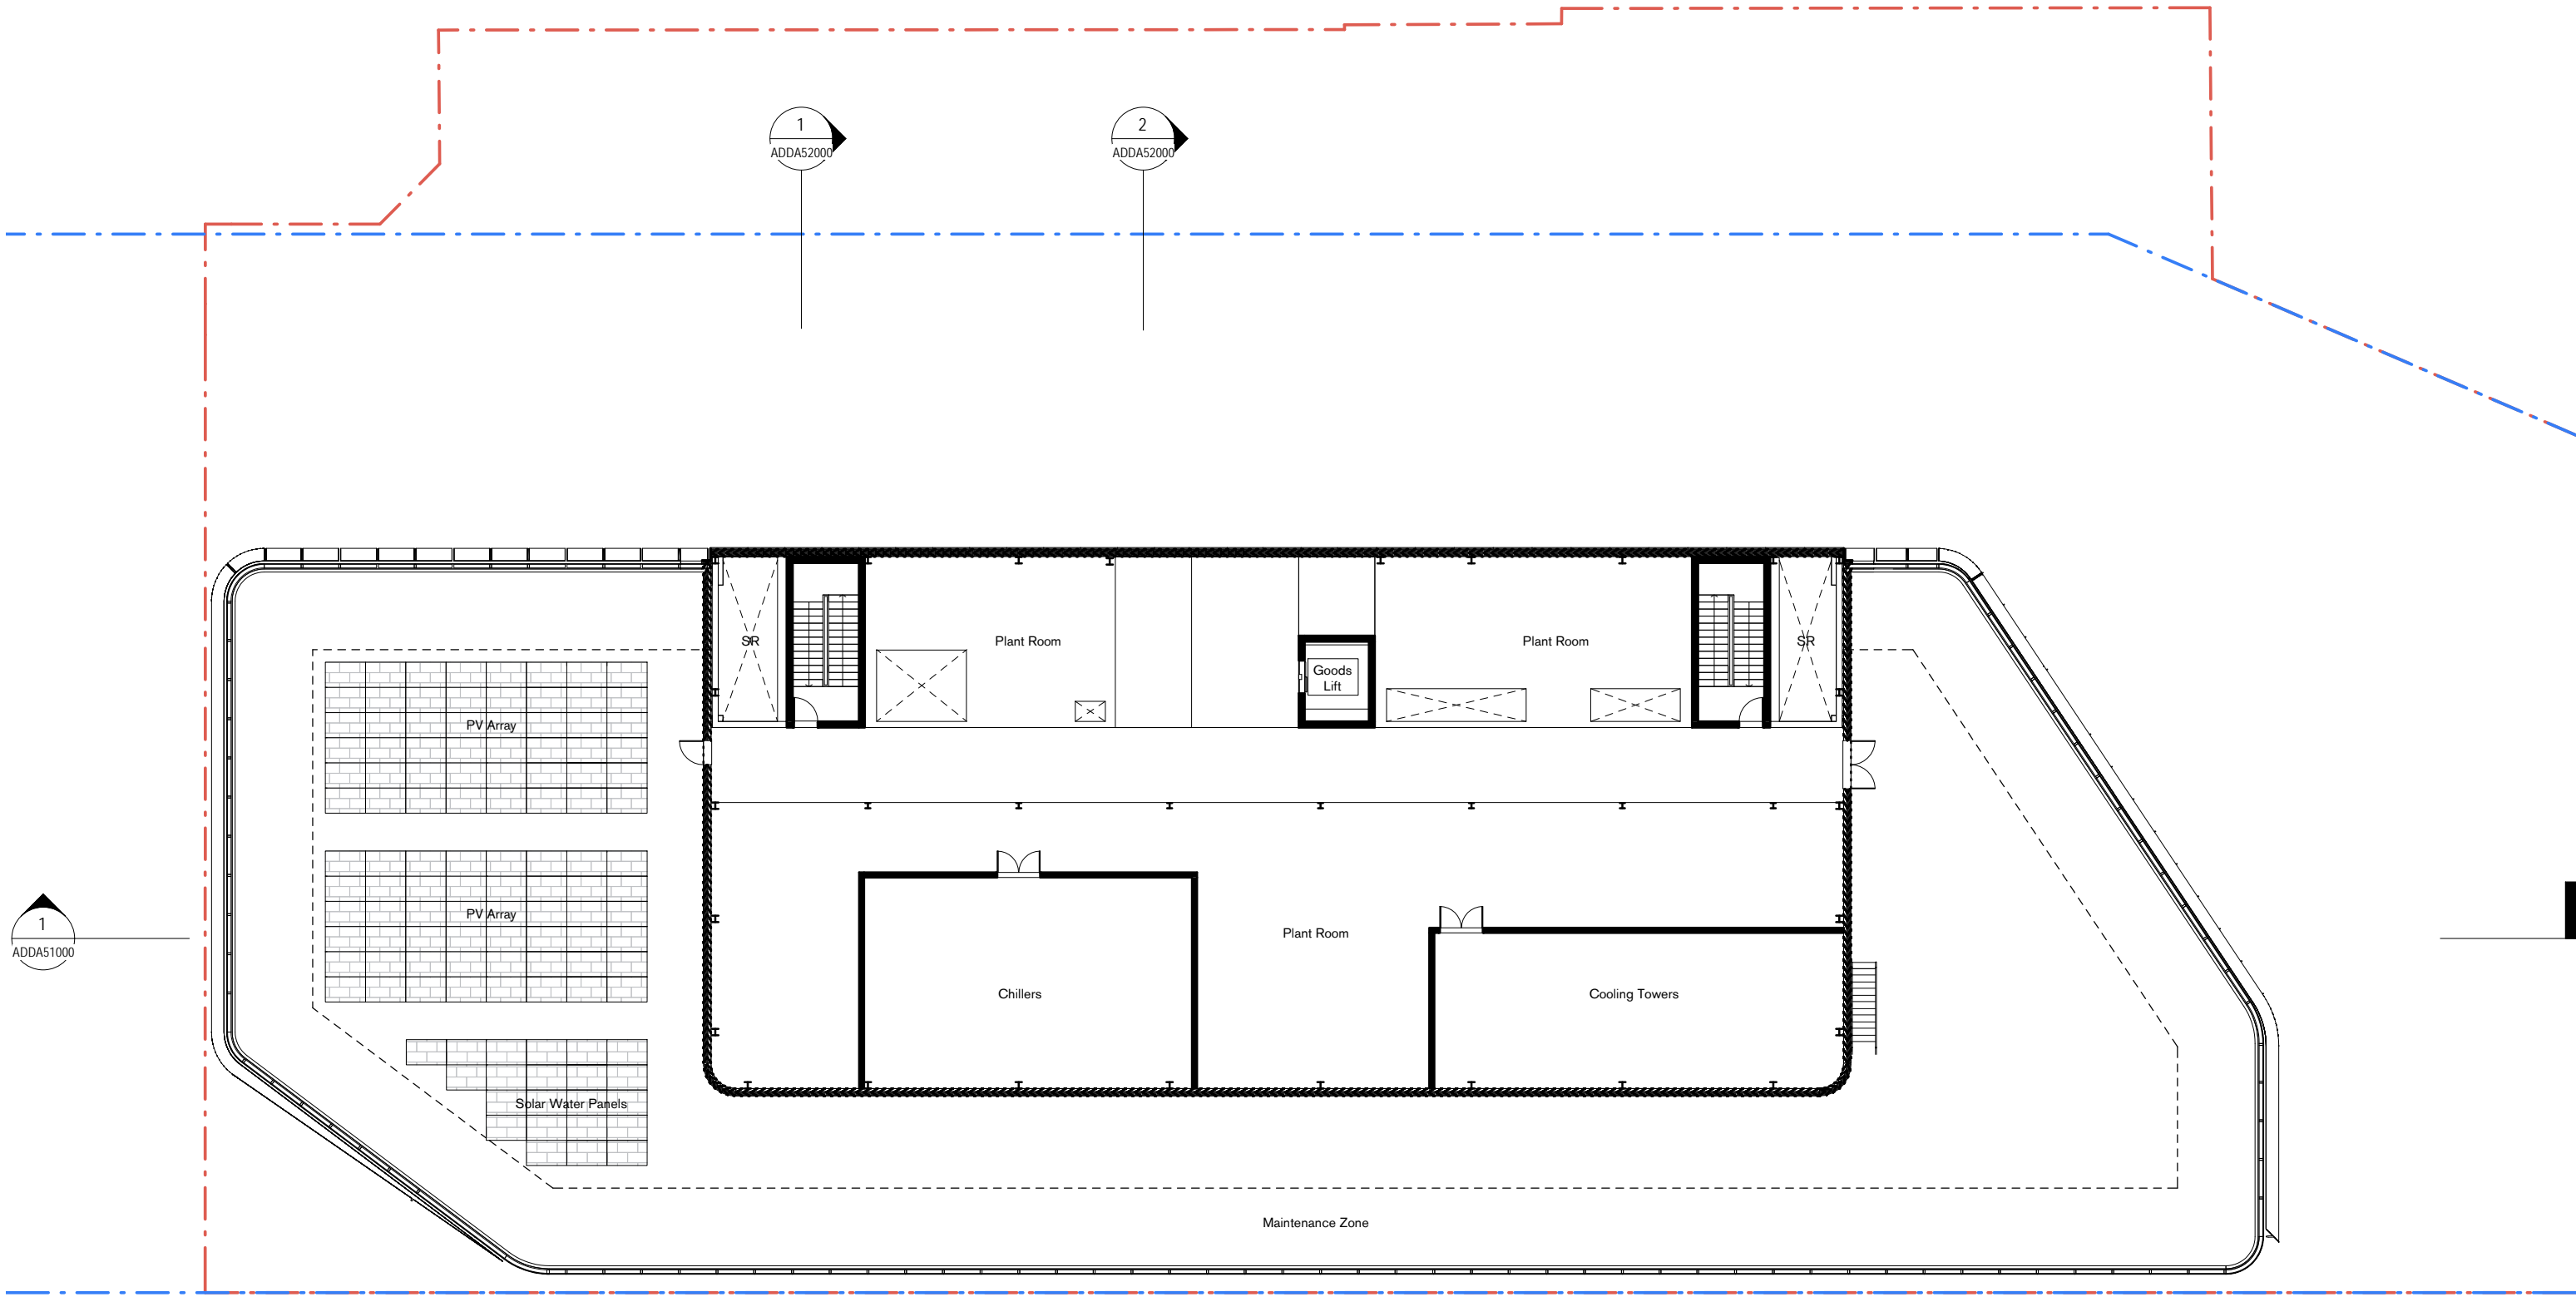 1
ADDA52000
2
ADDA52000
SR
Plant Room
Plant Room
SR
Goods
Lift
PV Array
PV Array
1
ADDA51000
Plant Room
Chillers
Cooling Towers
Solar Water Panels
Maintenance Zone